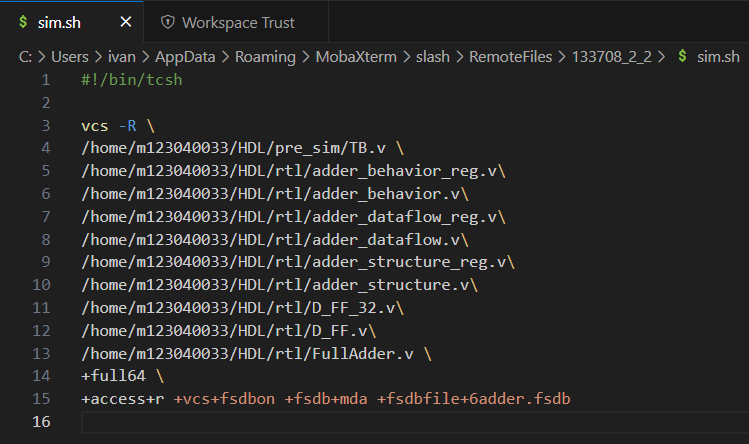 $ sim.sh × Workspace Trust
C: > Users > ivan > AppData > Roaming > MobaXterm > slash > RemoteFiles > 133708_2_2 > $ sim.sh
1 #!/bin/tcsh
2
3 vcs -R \
4 /home/m123040033/HDL/pre_sim/TB.v \
5 /home/m123040033/HDL/rtl/adder_behavior_reg.v\
6 /home/m123040033/HDL/rtl/adder_behavior.v\
7 /home/m123040033/HDL/rtl/adder_dataflow_reg.v\
8 /home/m123040033/HDL/rtl/adder_dataflow.v\
9 /home/m123040033/HDL/rtl/adder_structure_reg.v\
10 /home/m123040033/HDL/rtl/adder_structure.v\
11 /home/m123040033/HDL/rtl/D_FF_32.v\
12 /home/m123040033/HDL/rtl/D_FF.v\
13 /home/m123040033/HDL/rtl/FullAdder.v \
14 +full64 \
15 +access+r +vcs+fsdbon +fsdb+mda +fsdbfile+6adder.fsdb
16